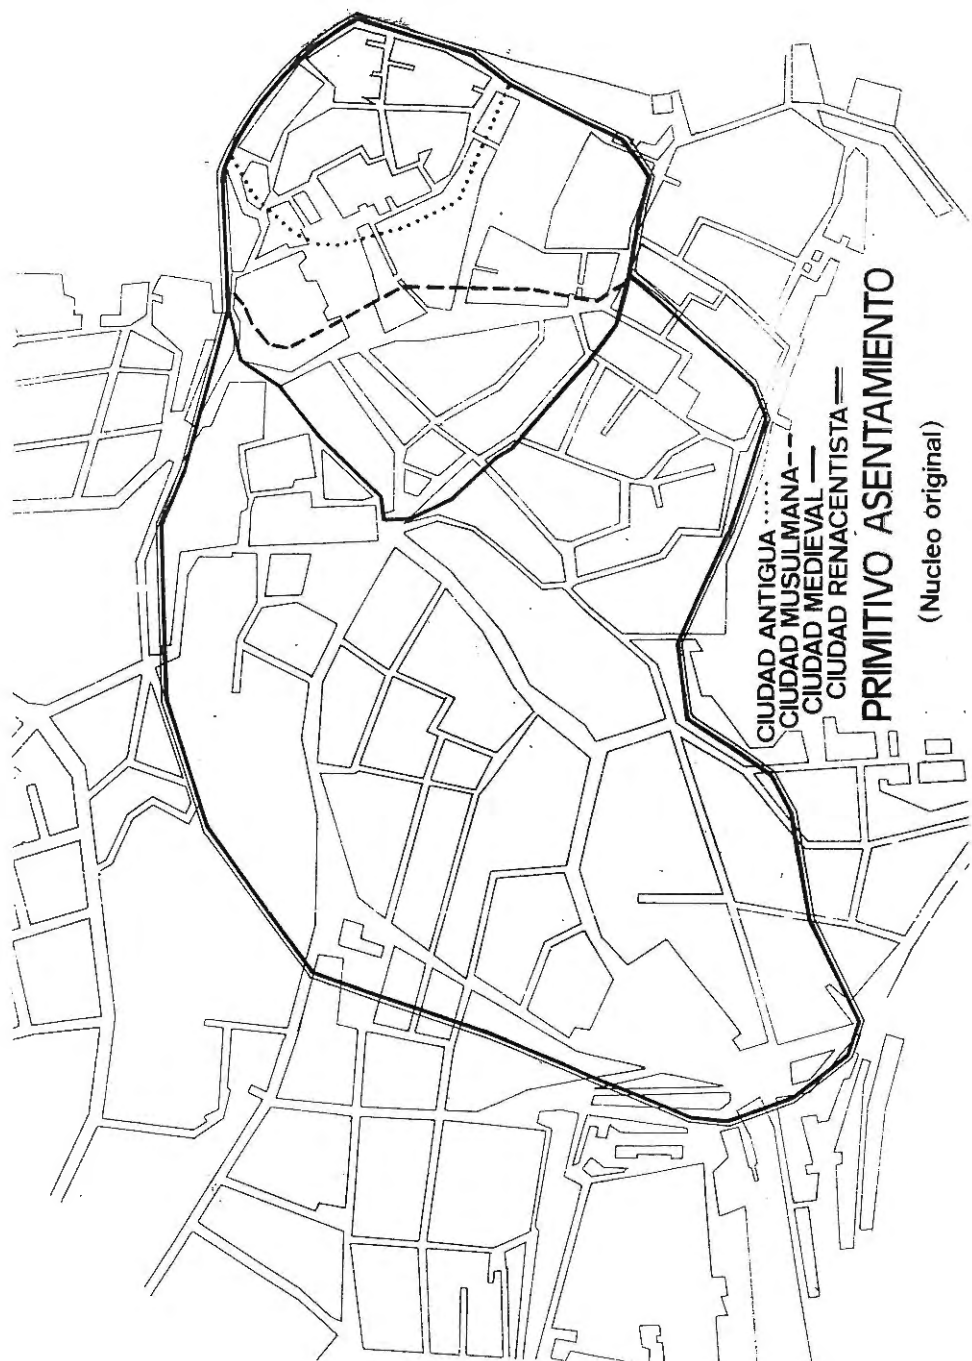 CIUDAD ANTIGUA ......
CIUDAD MUSULMANA---
CIUDAD MEDIEVAL —
CIUDAD RENACENTISTA ══
PRIMITIVO ASENTAMIENTO
(Nucleo original)